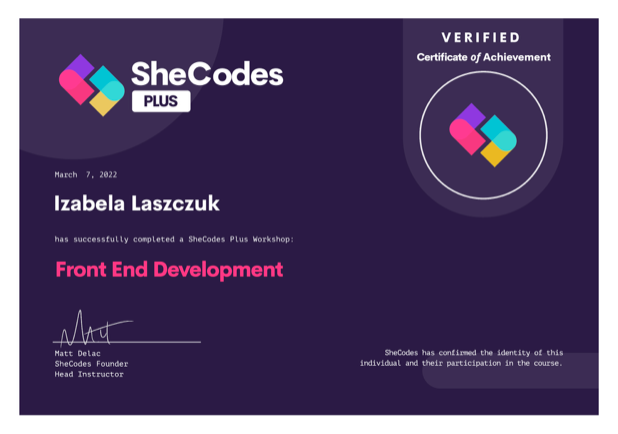 SheCodes
PLUS
VERIFIED
Certificate of Achievement
March 7, 2022
Izabela Laszczuk
has successfully completed a SheCodes Plus Workshop:
Front End Development
Matt Delac
SheCodes Founder
Head Instructor
SheCodes has confirmed the identity of this
individual and their participation in the course.